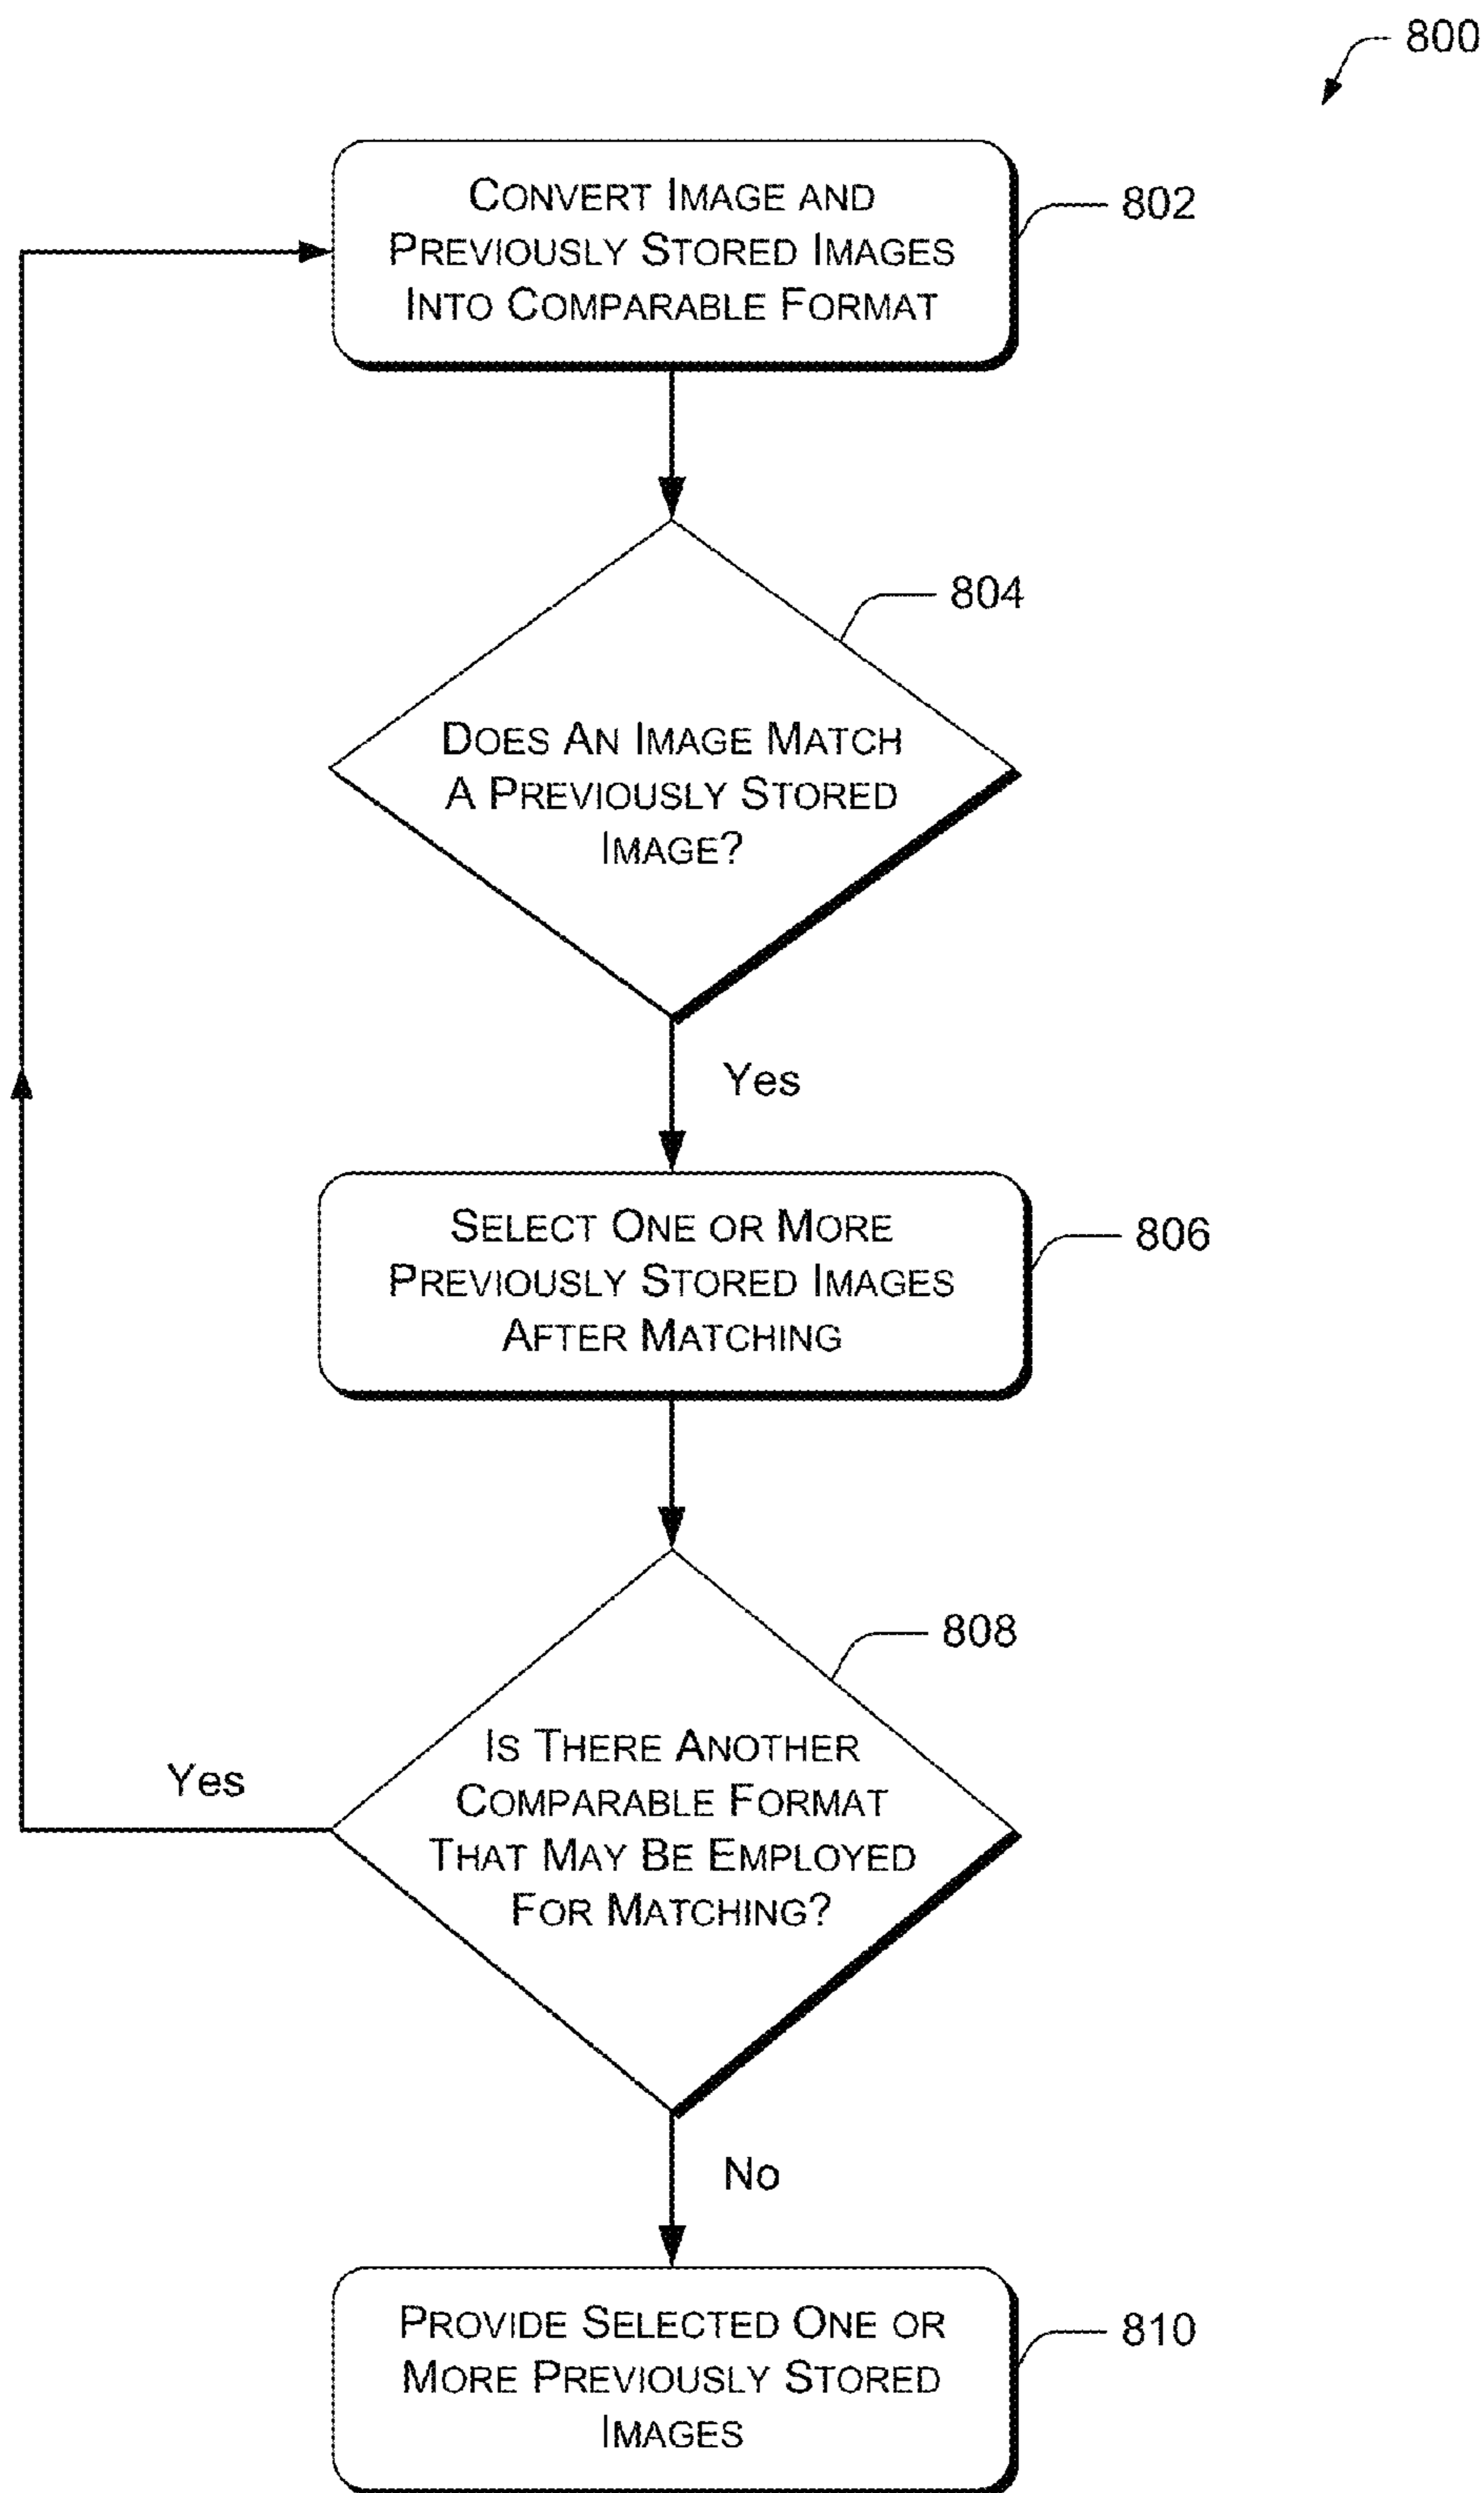 800
CONVERT IMAGE AND
PREVIOUSLY STORED IMAGES
INTO COMPARABLE FORMAT
802
804
DOES AN IMAGE MATCH
A PREVIOUSLY STORED
IMAGE?
Yes
SELECT ONE OR MORE
PREVIOUSLY STORED IMAGES
AFTER MATCHING
806
808
IS THERE ANOTHER
COMPARABLE FORMAT
THAT MAY BE EMPLOYED
FOR MATCHING?
Yes
No
PROVIDE SELECTED ONE OR
MORE PREVIOUSLY STORED
IMAGES
810